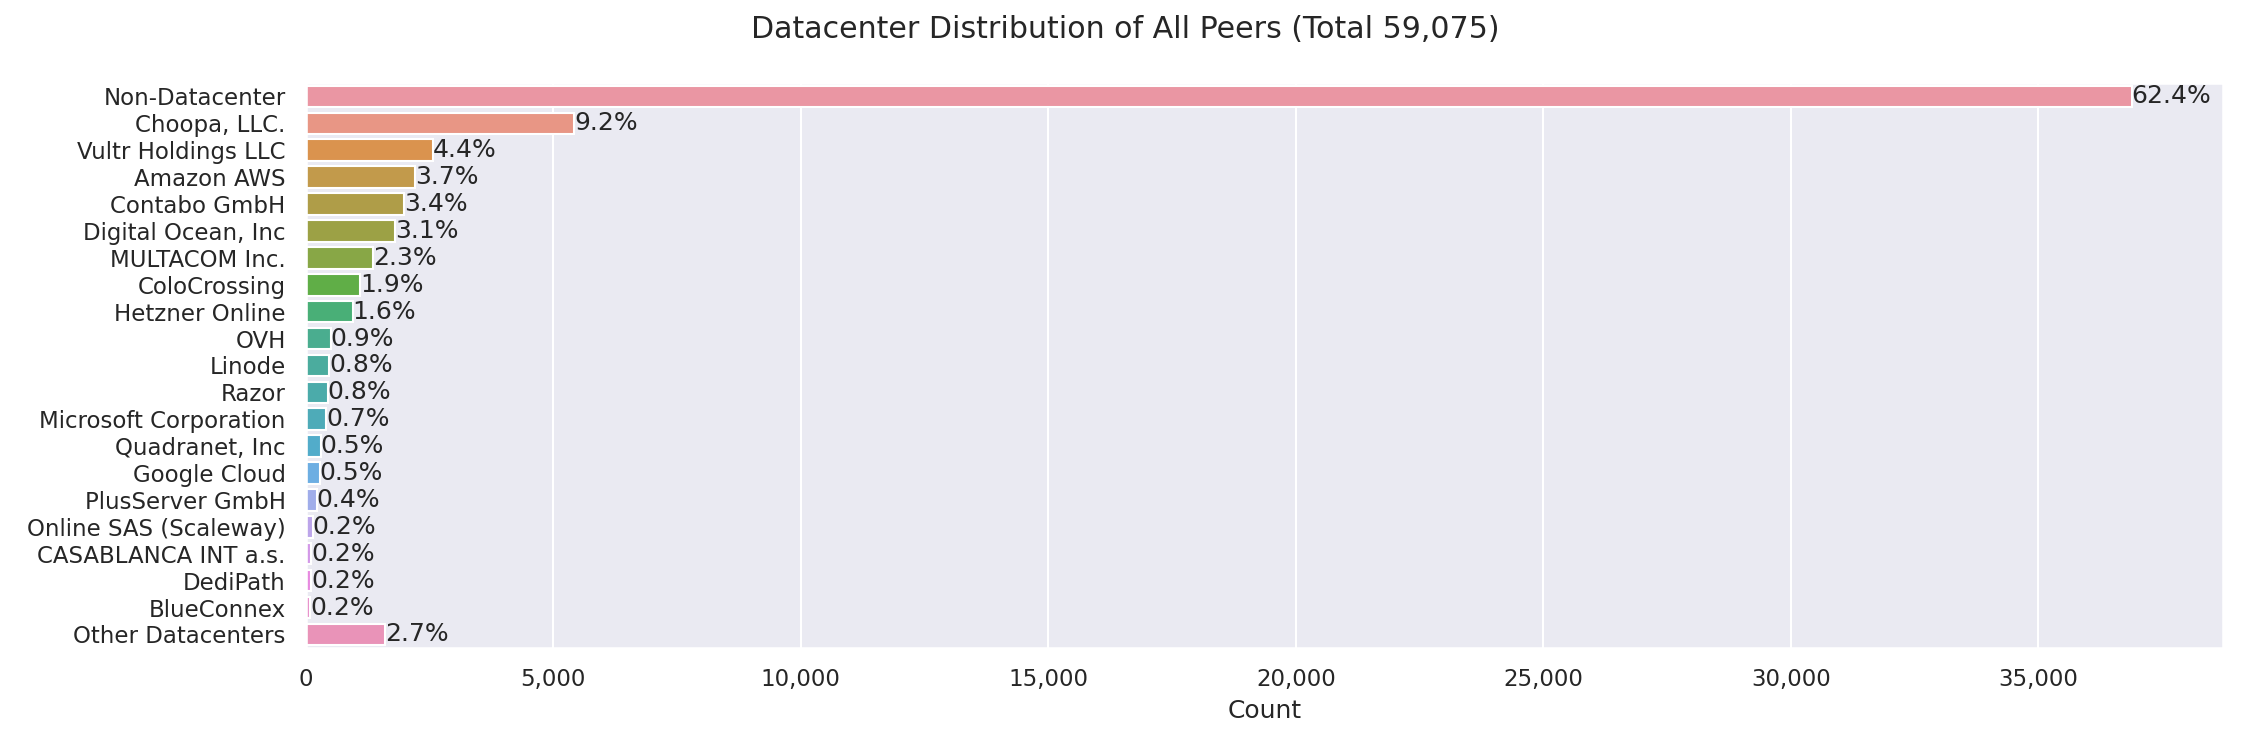 Datacenter Distribution of All Peers (Total 59,075)
Non-Datacenter 62.4%
Choopa, LLC. 9.2%
Vultr Holdings LLC 4.4%
Amazon AWS 3.7%
Contabo GmbH 3.4%
Digital Ocean, Inc 3.1%
MULTACOM Inc. 2.3%
ColoCrossing 1.9%
Hetzner Online 1.6%
OVH 0.9%
Linode 0.8%
Razor 0.8%
Microsoft Corporation 0.7%
Quadranet, Inc 0.5%
Google Cloud 0.5%
PlusServer GmbH 0.4%
Online SAS (Scaleway) 0.2%
CASABLANCA INT a.s. 0.2%
DediPath 0.2%
BlueConnex 0.2%
Other Datacenters 2.7%
0 5,000 10,000 15,000 20,000 25,000 30,000 35,000
Count